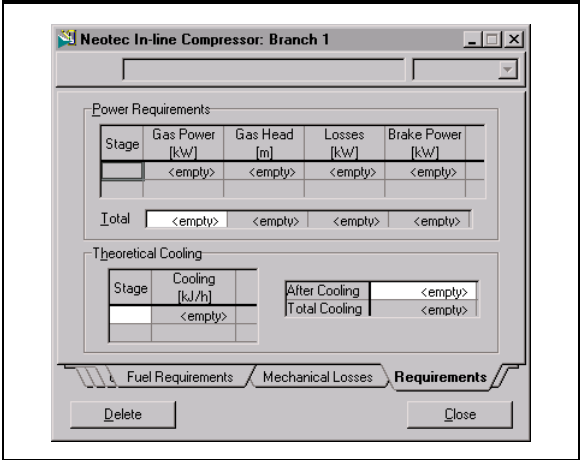 Neotec In-line Compressor: Branch 1
Power Requirements
Stage Gas Power [kW] Gas Head [m] Losses [kW] Brake Power [kW]
<empty> <empty> <empty> <empty>
Total <empty> <empty> <empty> <empty>
Theoretical Cooling
Stage Cooling [kJ/h]
<empty>
After Cooling <empty>
Total Cooling <empty>
Fuel Requirements Mechanical Losses Requirements
Delete Close